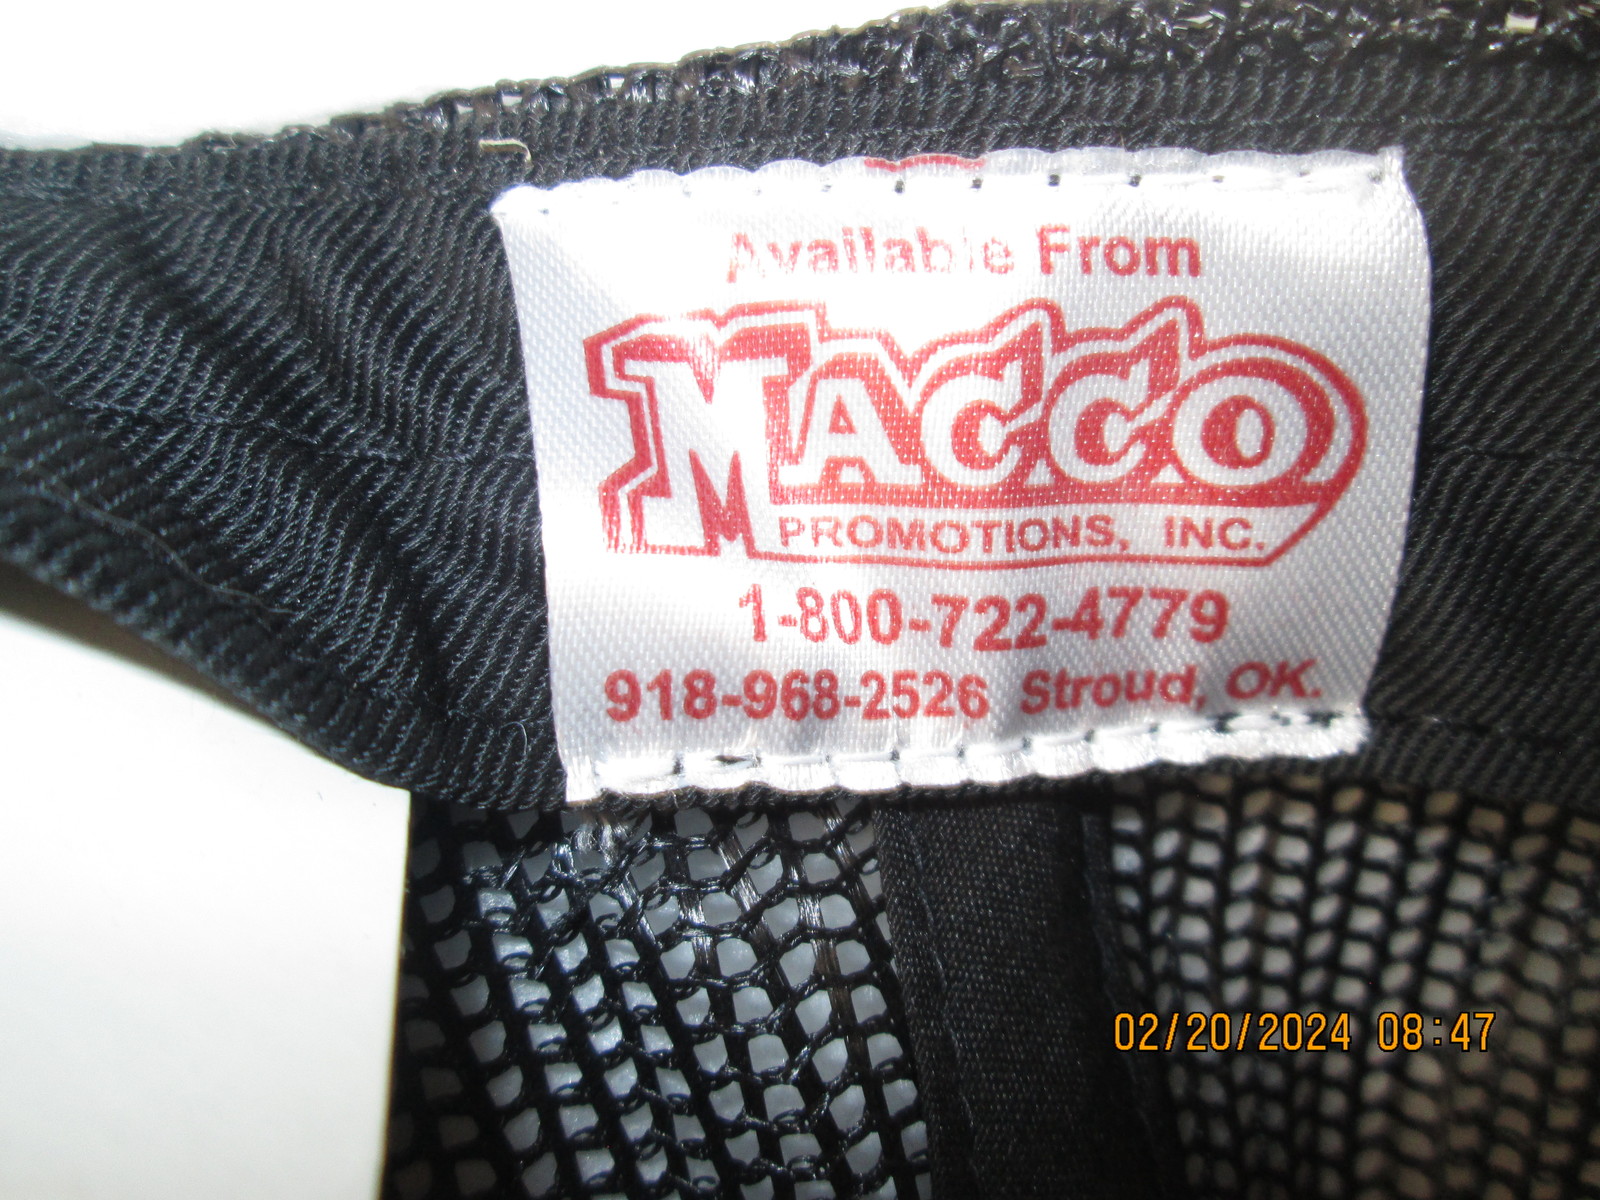 Available From
MACCO
PROMOTIONS, INC.
1-800-722-4779
918-968-2526 Stroud, OK.
02/20/2024 08:47